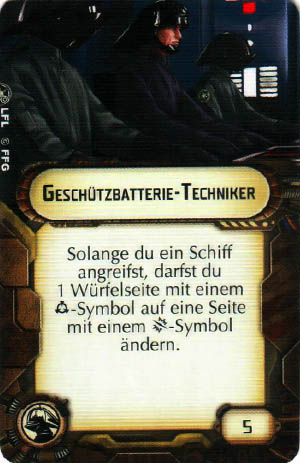 © LFL © FFG
Geschützbatterie-Techniker
Solange du ein Schiff
angreifst, darfst du
1 Würfelseite mit einem
-Symbol auf eine Seite
mit einem -Symbol
ändern.
5